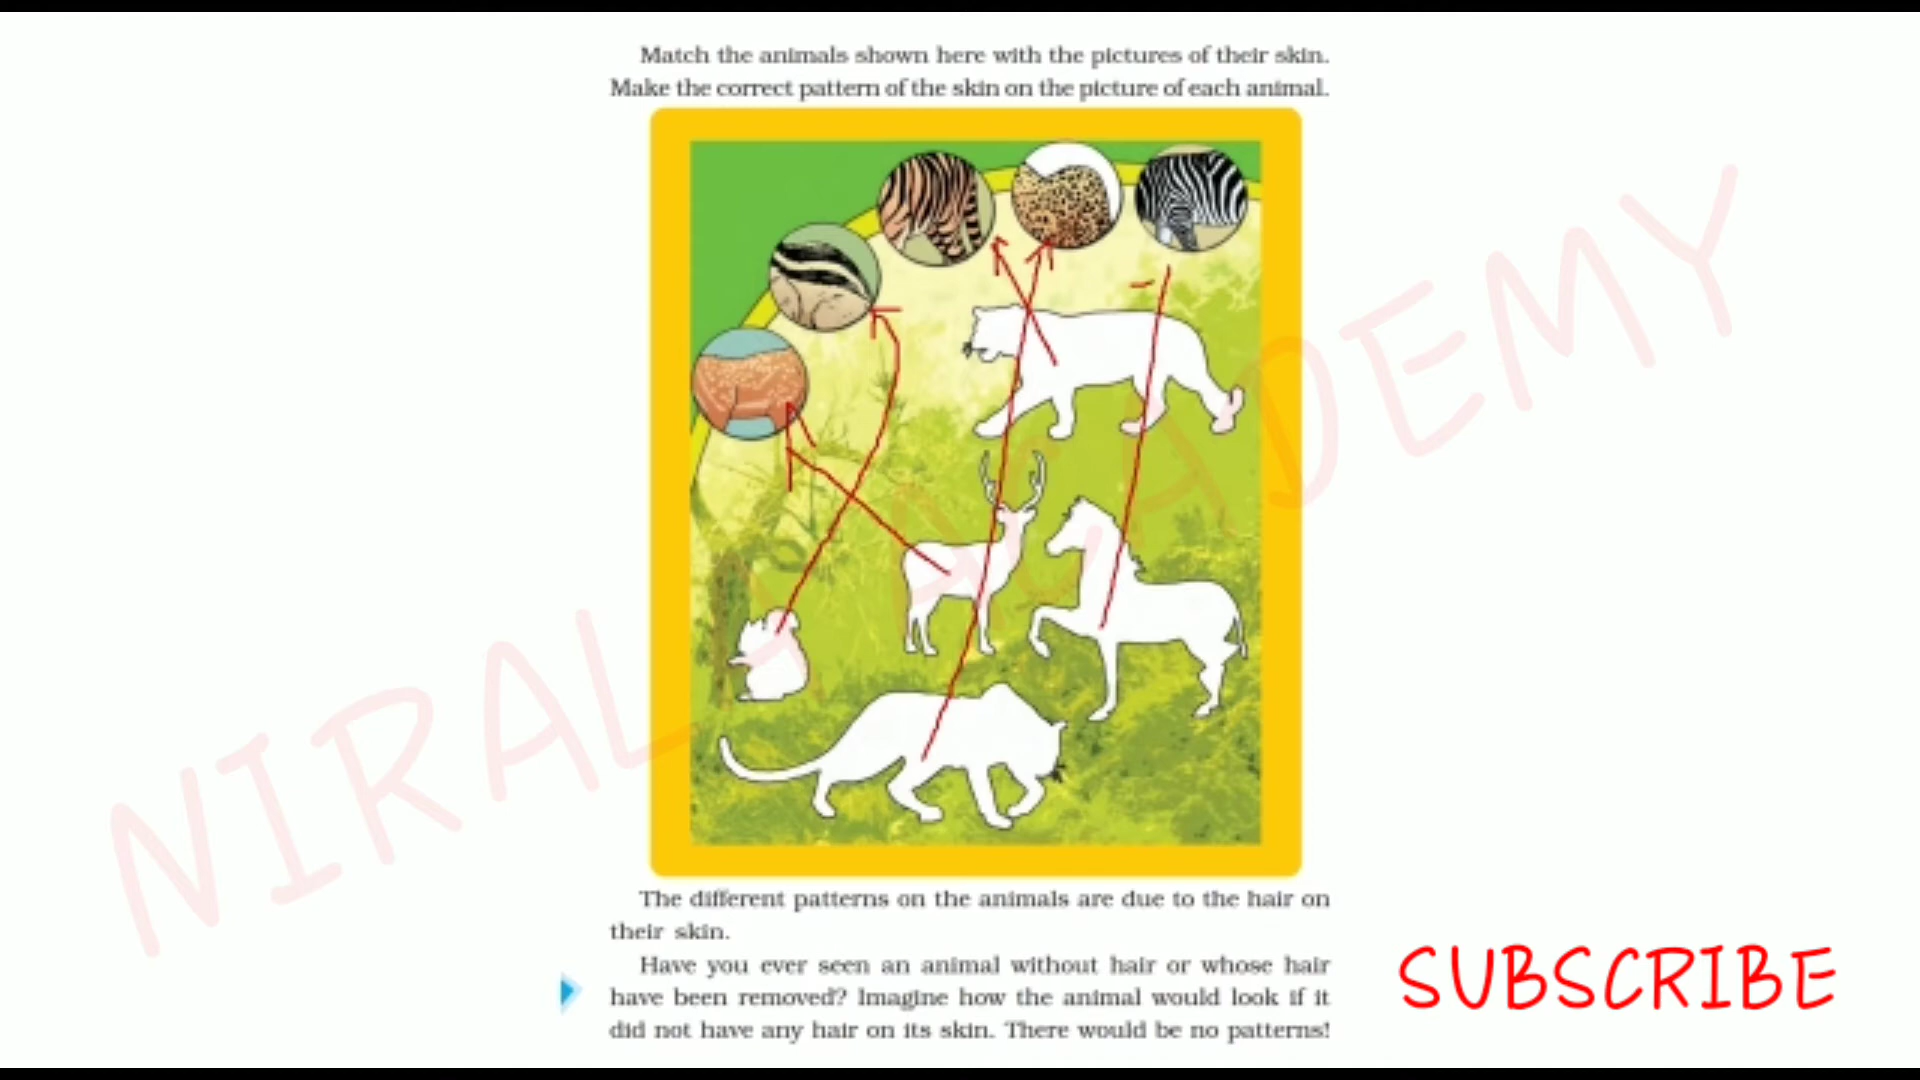 Match the animals shown here with the pictures of their skin.
Make the correct pattern of the skin on the picture of each animal.
NIRAL ACADEMY
The different patterns on the animals are due to the hair on
their skin.
Have you ever seen an animal without hair or whose hair
have been removed? Imagine how the animal would look if it
did not have any hair on its skin. There would be no patterns!
SUBSCRIBE